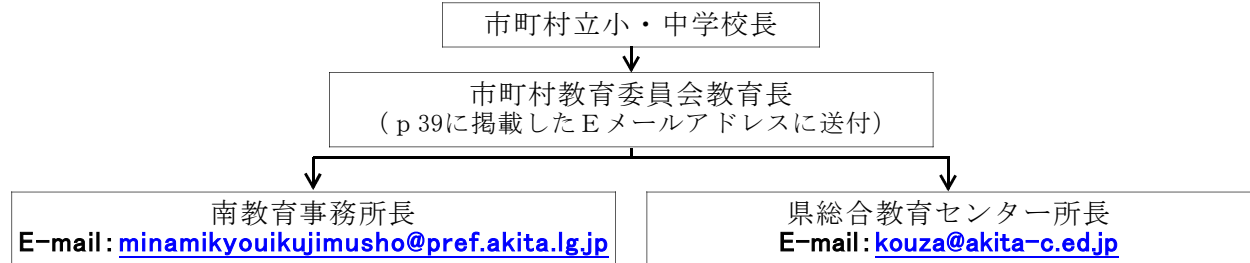 市町村立小・中学校長
市町村教育委員会教育長
（ｐ39に掲載したＥメールアドレスに送付）
南教育事務所長
E-mail：minamikyouikujimusho@pref.akita.lg.jp
県総合教育センター所長
E-mail：kouza@akita-c.ed.jp